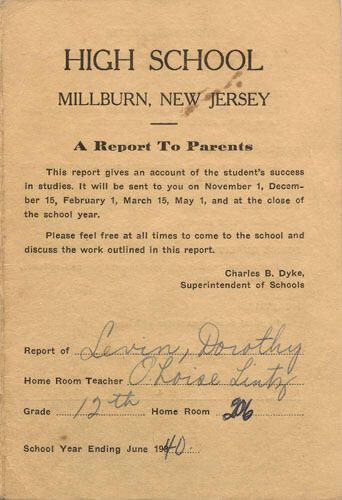 HIGH SCHOOL
MILLBURN, NEW JERSEY
A Report To Parents
This report gives an account of the student's success
in studies. It will be sent to you on November 1, Decem-
ber 15, February 1, March 15, May 1, and at the close of
the school year.
Please feel free at all times to come to the school and
discuss the work outlined in this report.
Charles B. Dyke,
Superintendent of Schools
Report of Levin, Dorothy
Home Room Teacher O'Loise Lintz
Grade 12th Home Room 206
School Year Ending June 1940